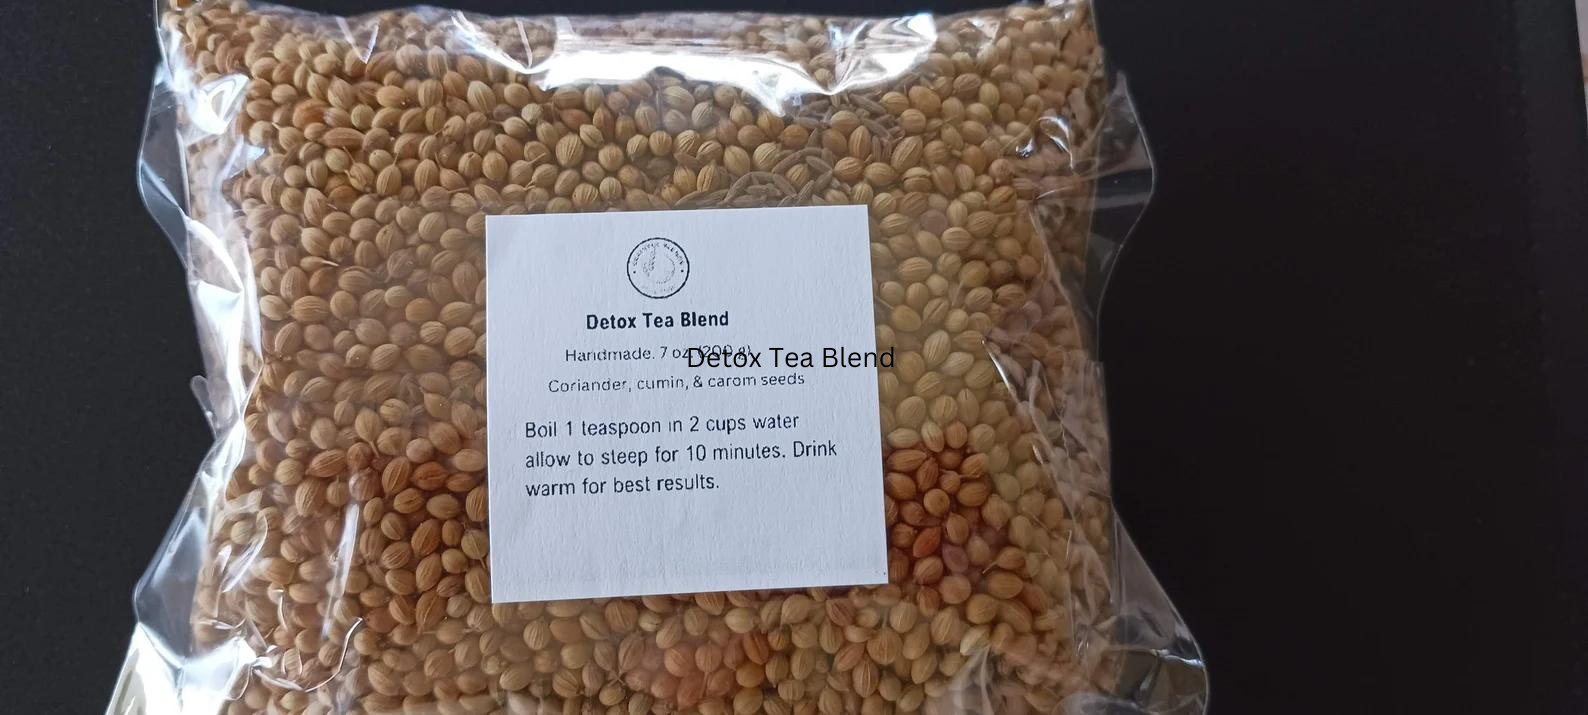 Detox Tea Blend
Handmade. 7 oz (200 g)
Detox Tea Blend
Coriander, cumin, & carom seeds
Boil 1 teaspoon in 2 cups water
allow to steep for 10 minutes. Drink
warm for best results.